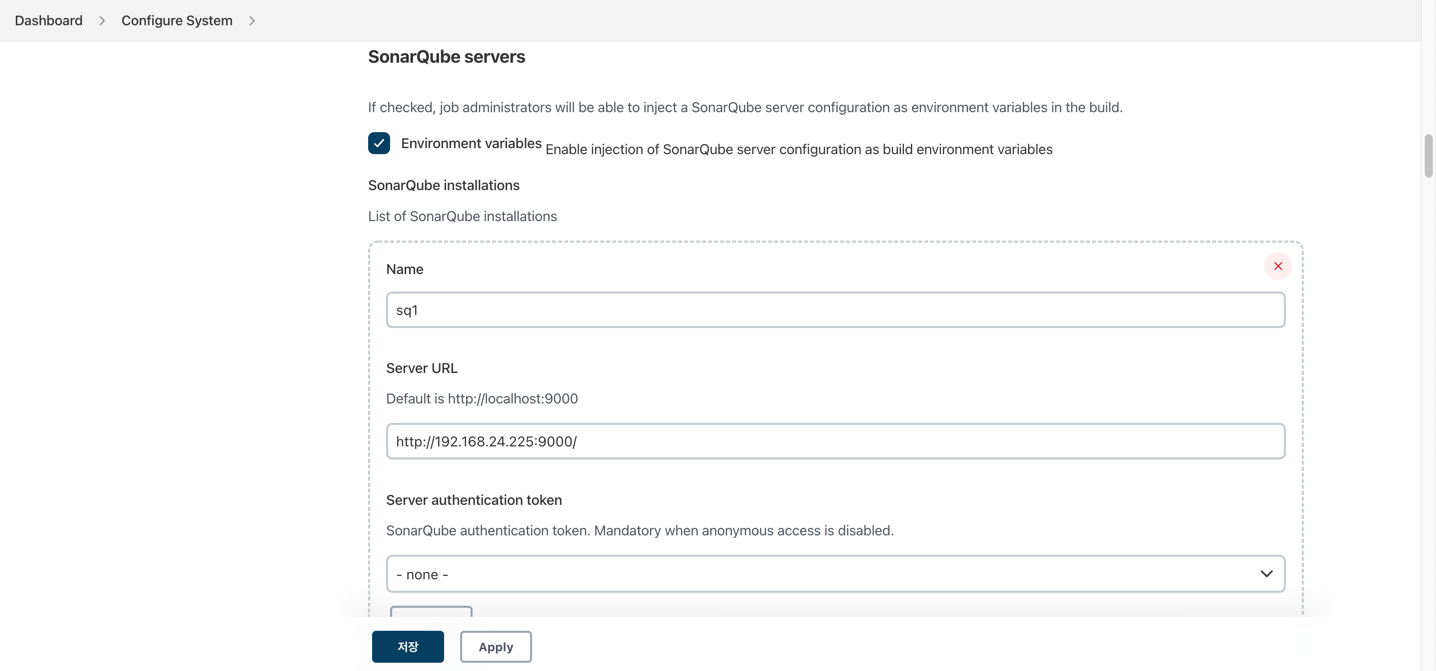 Dashboard
Configure System
SonarQube servers
If checked, job administrators will be able to inject a SonarQube server configuration as environment variables in the build.
Environment variables Enable injection of SonarQube server configuration as build environment variables
SonarQube installations
List of SonarQube installations
Name
sq1
Server URL
Default is http://localhost:9000
http://192.168.24.225:9000/
Server authentication token
SonarQube authentication token. Mandatory when anonymous access is disabled.
- none -
저장 Apply